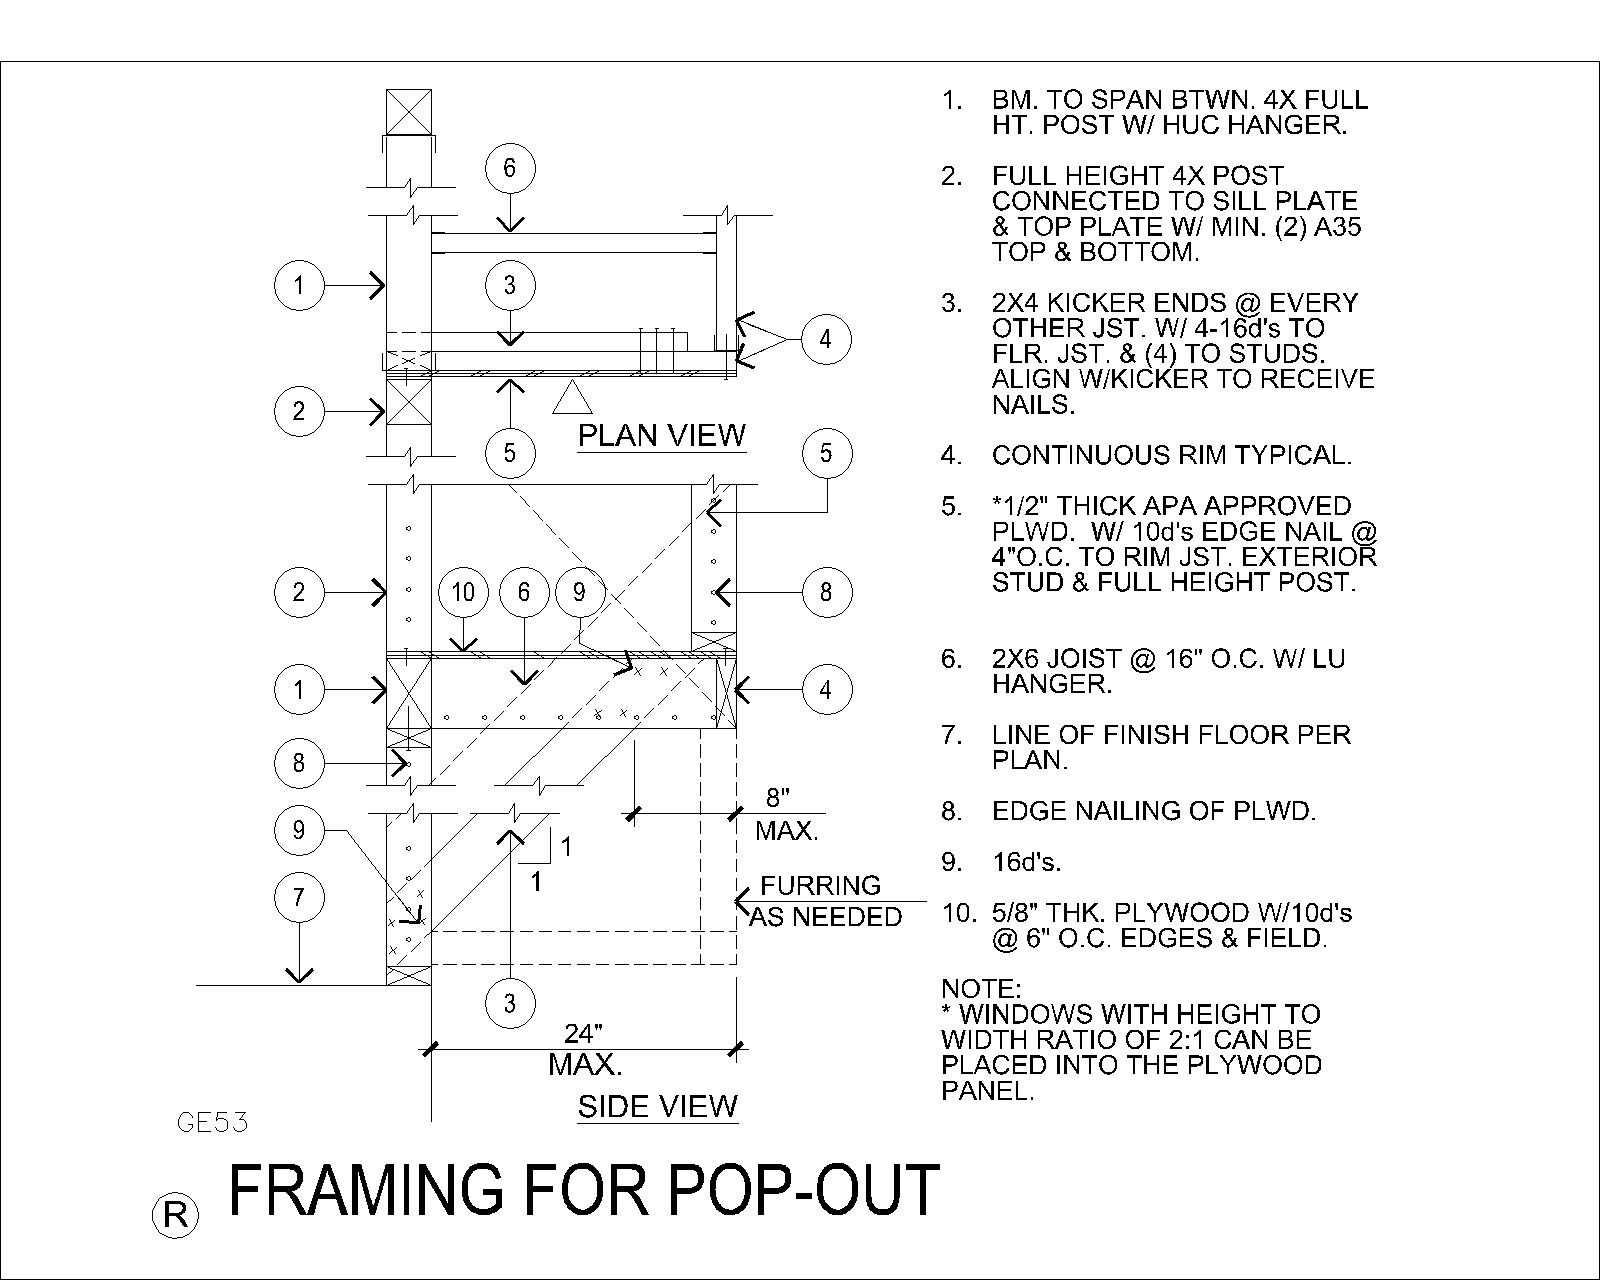 6
1
3
4
2
5
PLAN VIEW
5
2
10
6
9
8
1
4
8
9
7
8"
MAX.
1
1
FURRING
AS NEEDED
3
24"
MAX.
SIDE VIEW
GE53
R
FRAMING FOR POP-OUT
1. BM. TO SPAN BTWN. 4X FULL
HT. POST W/ HUC HANGER.
2. FULL HEIGHT 4X POST
CONNECTED TO SILL PLATE
& TOP PLATE W/ MIN. (2) A35
TOP & BOTTOM.
3. 2X4 KICKER ENDS @ EVERY
OTHER JST. W/ 4-16d's TO
FLR. JST. & (4) TO STUDS.
ALIGN W/KICKER TO RECEIVE
NAILS.
4. CONTINUOUS RIM TYPICAL.
5. *1/2" THICK APA APPROVED
PLWD. W/ 10d's EDGE NAIL @
4"O.C. TO RIM JST. EXTERIOR
STUD & FULL HEIGHT POST.
6. 2X6 JOIST @ 16" O.C. W/ LU
HANGER.
7. LINE OF FINISH FLOOR PER
PLAN.
8. EDGE NAILING OF PLWD.
9. 16d's.
10. 5/8" THK. PLYWOOD W/10d's
@ 6" O.C. EDGES & FIELD.
NOTE:
* WINDOWS WITH HEIGHT TO
WIDTH RATIO OF 2:1 CAN BE
PLACED INTO THE PLYWOOD
PANEL.